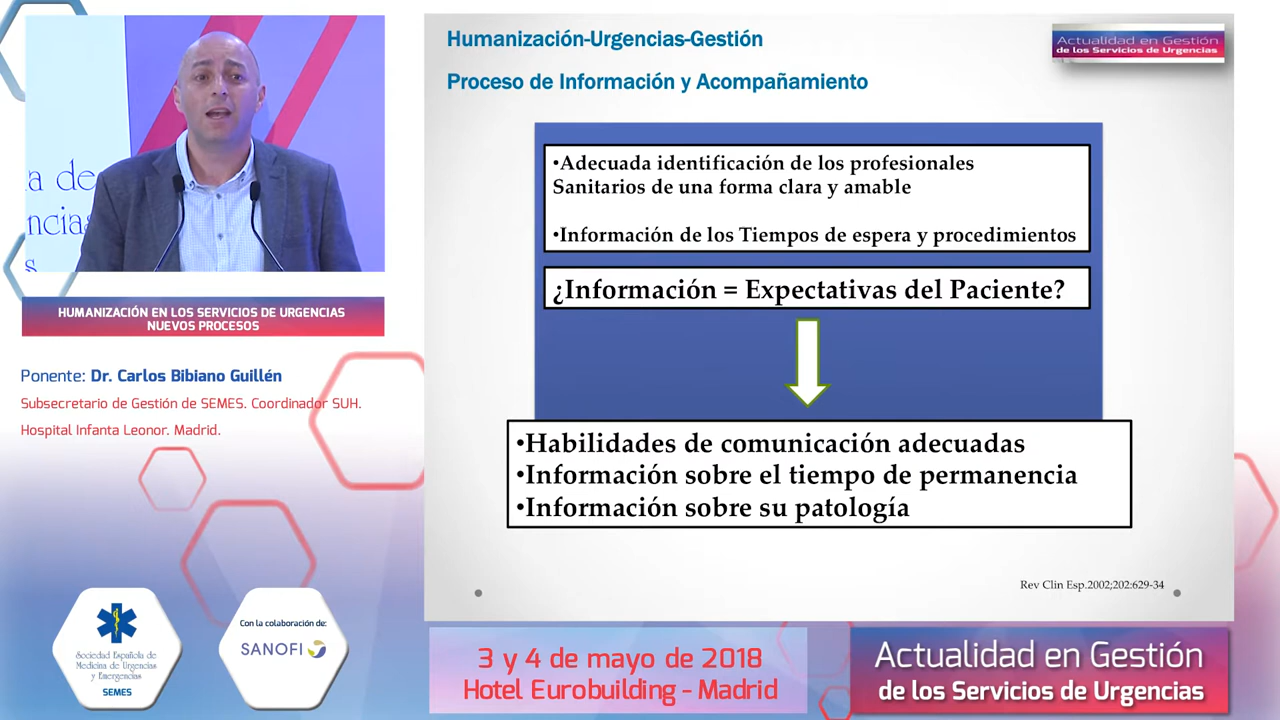 a de
ncias
s
HUMANIZACIÓN EN LOS SERVICIOS DE URGENCIAS
NUEVOS PROCESOS
Ponente: Dr. Carlos Bibiano Guillén
Subsecretario de Gestión de SEMES. Coordinador SUH.
Hospital Infanta Leonor. Madrid.
Sociedad Española de
Medicina de Urgencias
y Emergencias
SEMES
Con la colaboración de:
SANOFI
Humanización-Urgencias-Gestión
Proceso de Información y Acompañamiento
Actualidad en Gestión
de los Servicios de Urgencias
•Adecuada identificación de los profesionales
Sanitarios de una forma clara y amable
•Información de los Tiempos de espera y procedimientos
¿Información = Expectativas del Paciente?
•Habilidades de comunicación adecuadas
•Información sobre el tiempo de permanencia
•Información sobre su patología
Rev Clin Esp.2002;202:629-34
3 y 4 de mayo de 2018
Hotel Eurobuilding - Madrid
Actualidad en Gestión
de los Servicios de Urgencias